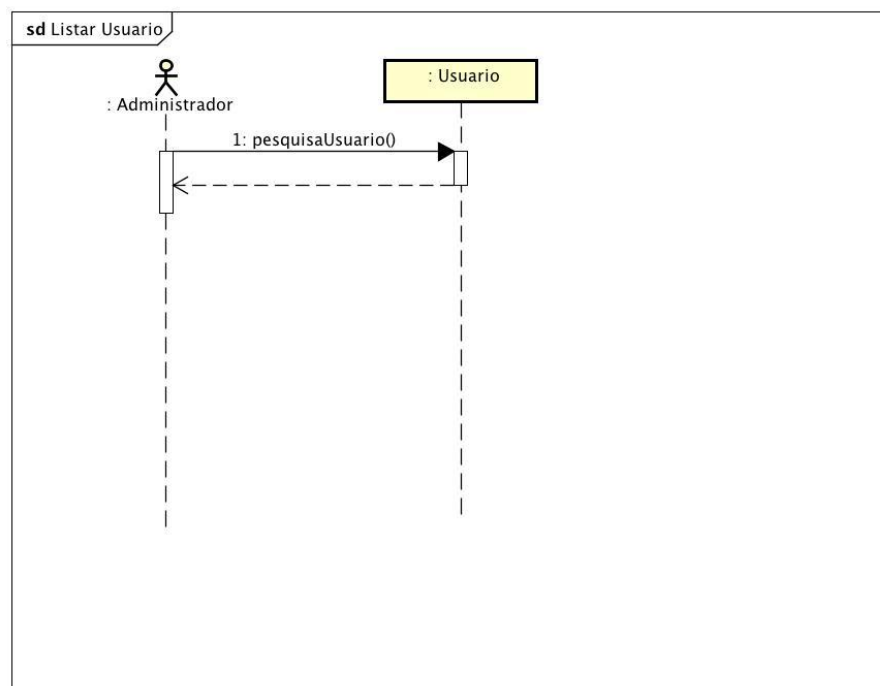 sd Listar Usuario
: Administrador
: Usuario
1: pesquisaUsuario()